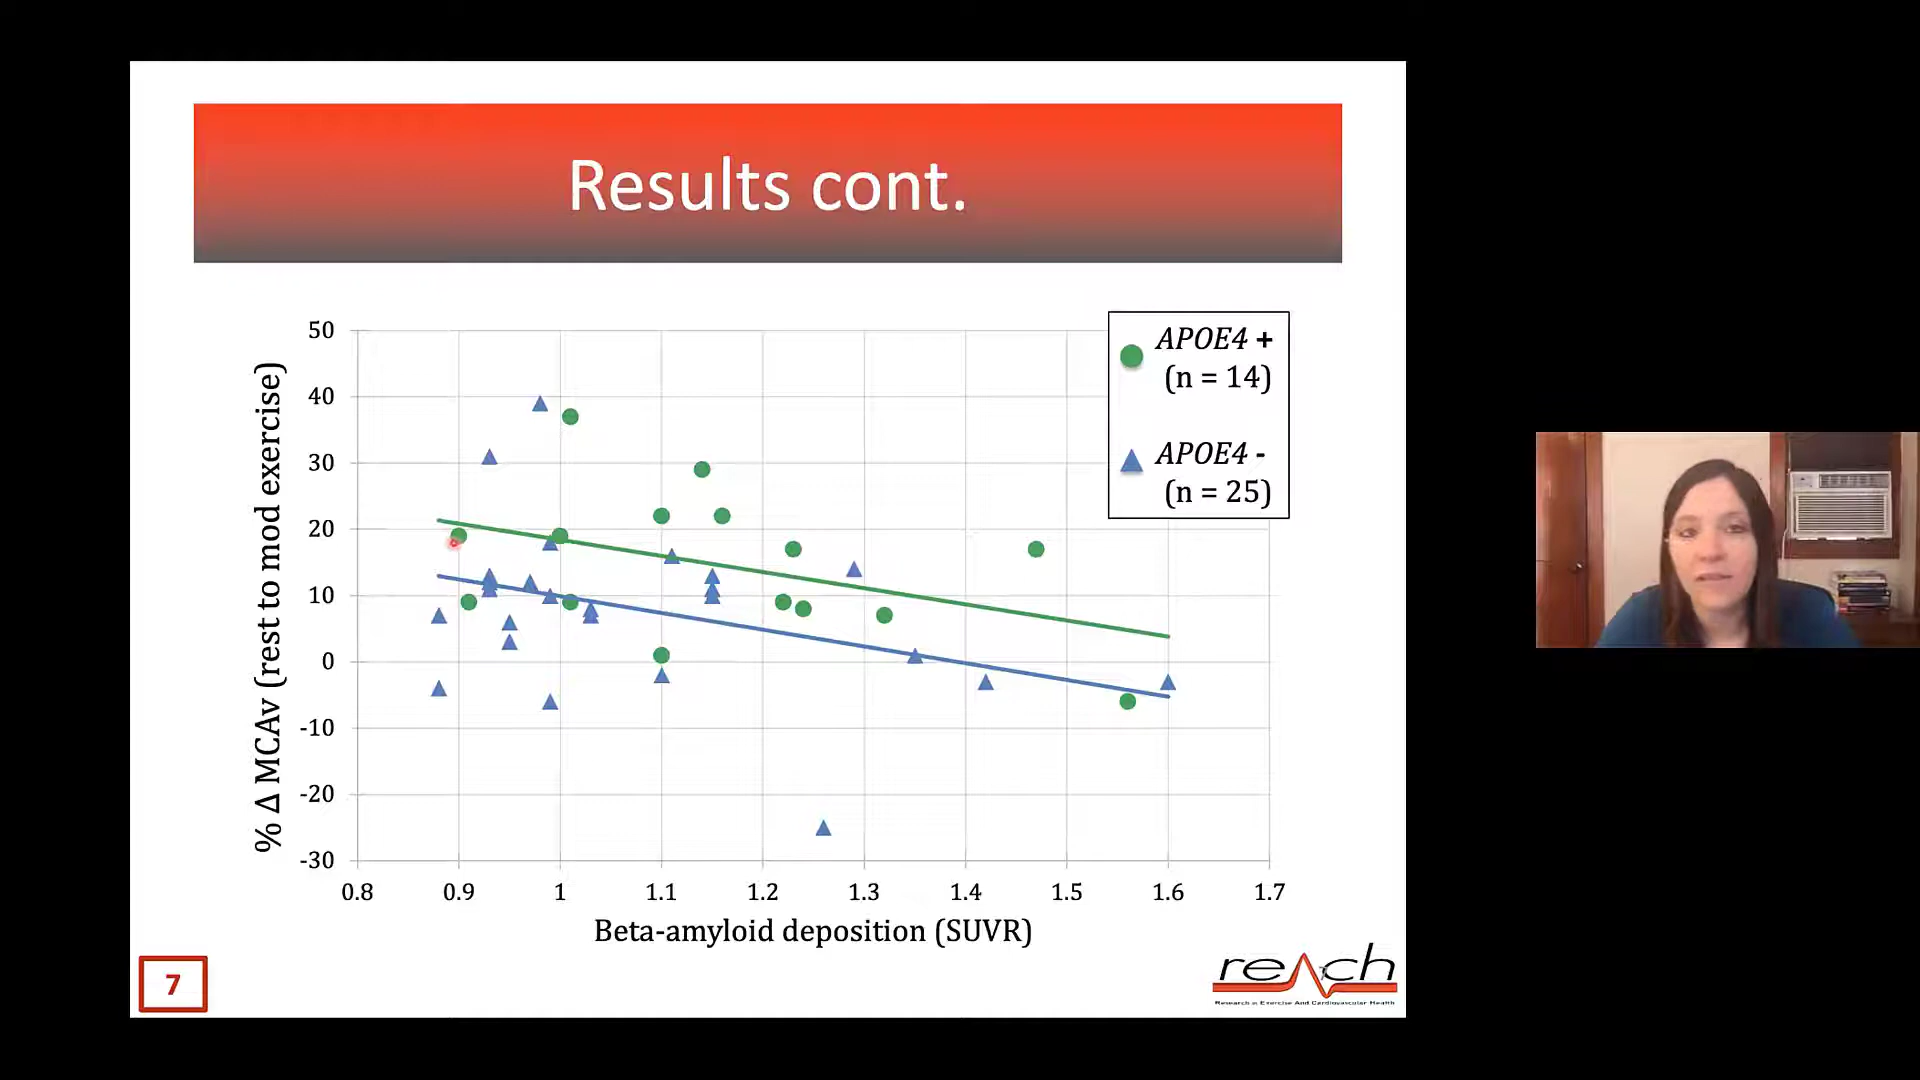 Results cont.
50
40
30
20
10
0
-10
-20
-30
% Δ MCAv (rest to mod exercise)
APOE4 +
(n = 14)
APOE4 -
(n = 25)
0.8 0.9 1 1.1 1.2 1.3 1.4 1.5 1.6 1.7
Beta-amyloid deposition (SUVR)
7
reach
Research in Exercise And Cardiovascular Health